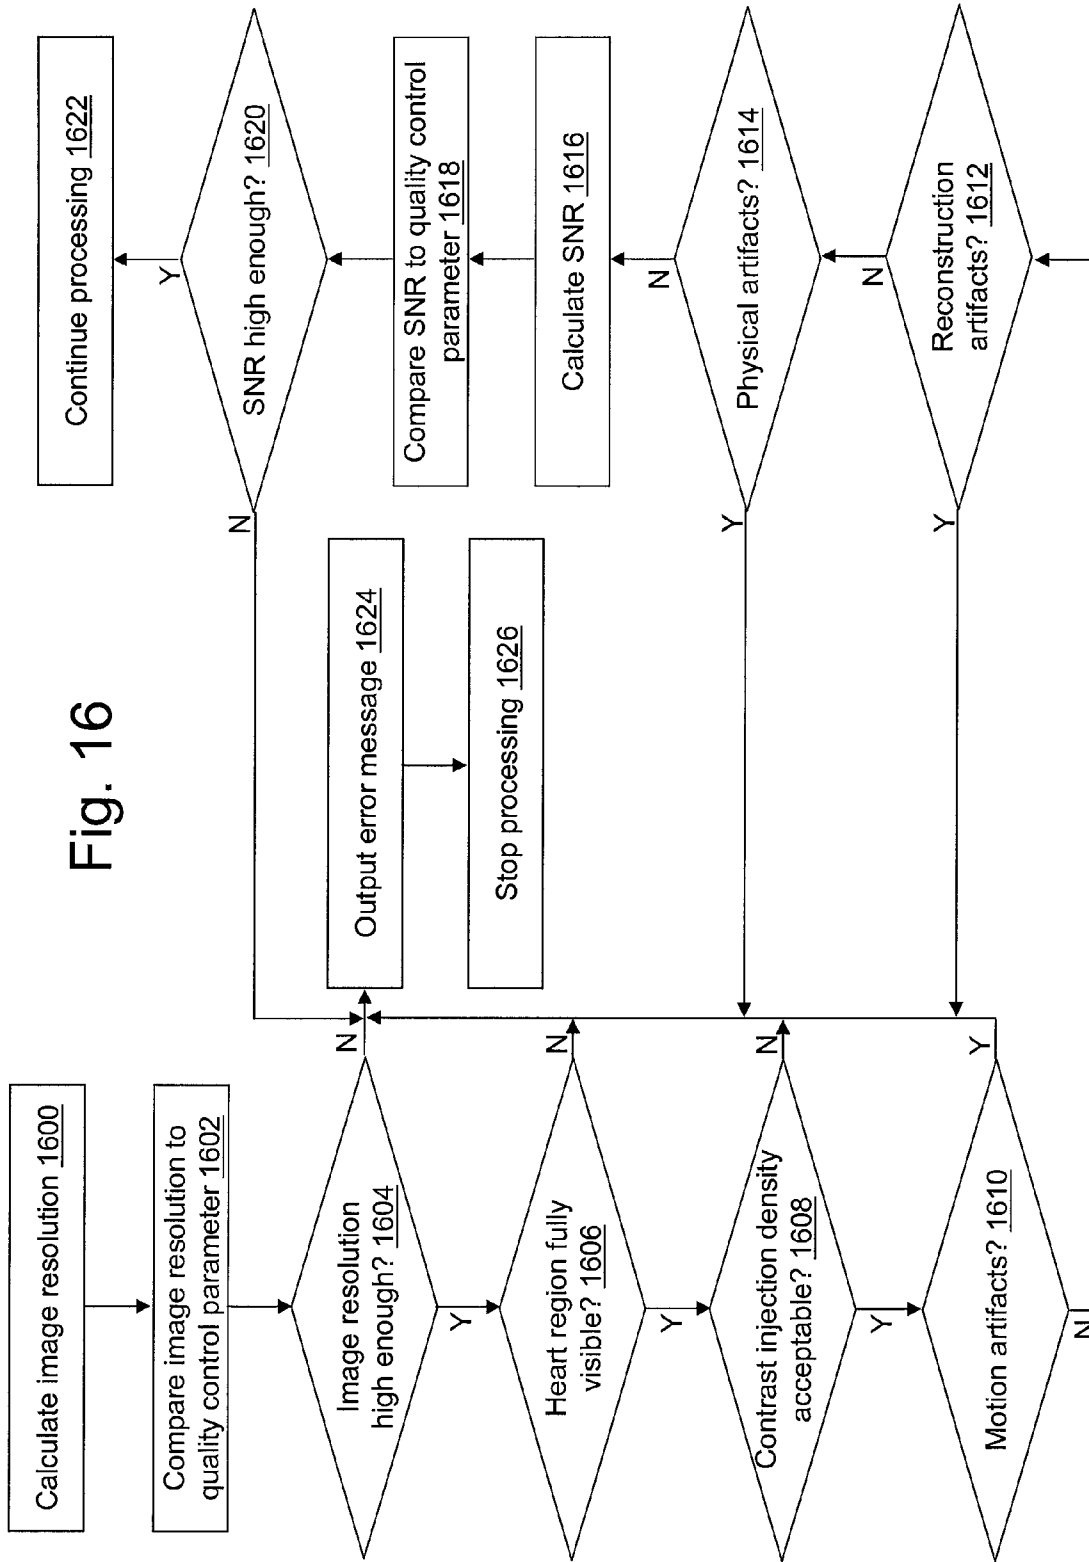 Fig. 16
Calculate image resolution 1600
Compare image resolution to
quality control parameter 1602
Image resolution
high enough? 1604
N
Y
Heart region fully
visible? 1606
N
Y
Contrast injection density
acceptable? 1608
N
Y
Motion artifacts? 1610
Y
N
Reconstruction
artifacts? 1612
Y
N
Physical artifacts? 1614
Y
N
Calculate SNR 1616
Compare SNR to quality control
parameter 1618
SNR high enough? 1620
N
Y
Continue processing 1622
Output error message 1624
Stop processing 1626